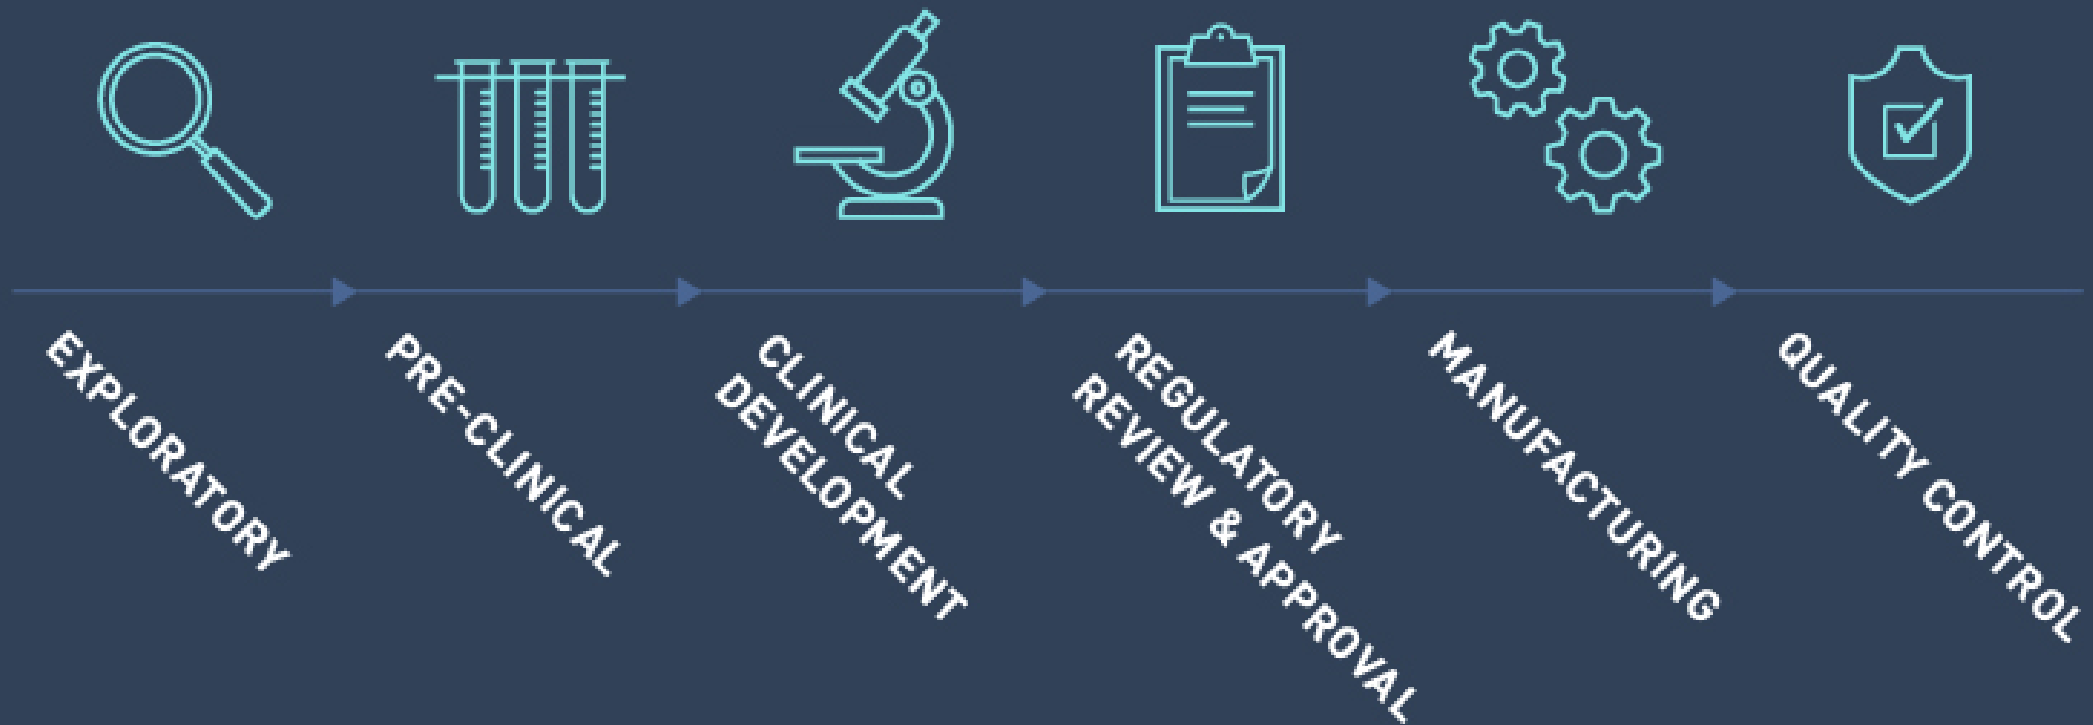 EXPLORATORY
PRE-CLINICAL
CLINICAL
DEVELOPMENT
REGULATORY
REVIEW & APPROVAL
MANUFACTURING
QUALITY CONTROL